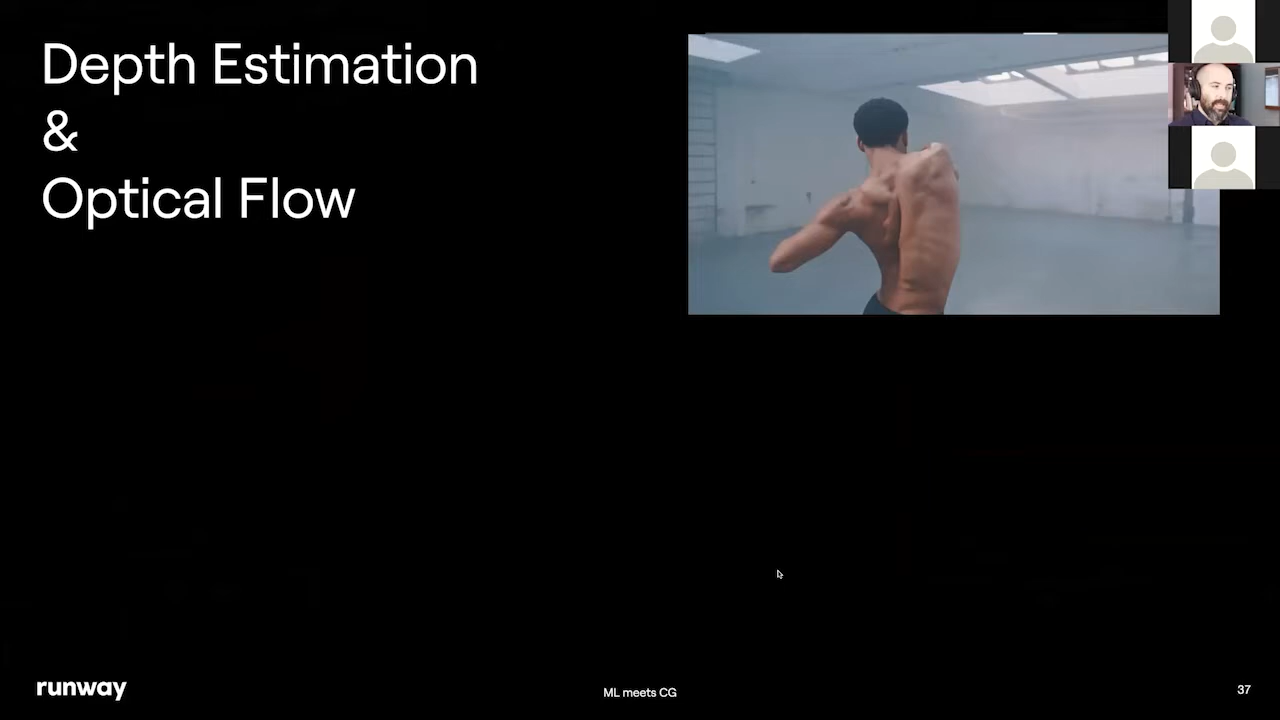 Depth Estimation
&
Optical Flow
runway
ML meets CG
37